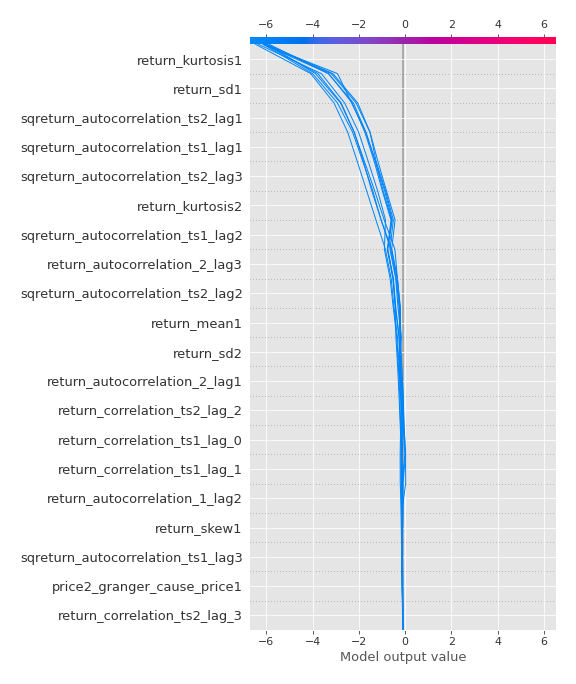 −6 −4 −2 0 2 4 6
return_kurtosis1
return_sd1
sqreturn_autocorrelation_ts2_lag1
sqreturn_autocorrelation_ts1_lag1
sqreturn_autocorrelation_ts2_lag3
return_kurtosis2
sqreturn_autocorrelation_ts1_lag2
return_autocorrelation_2_lag3
sqreturn_autocorrelation_ts2_lag2
return_mean1
return_sd2
return_autocorrelation_2_lag1
return_correlation_ts2_lag_2
return_correlation_ts1_lag_0
return_correlation_ts1_lag_1
return_autocorrelation_1_lag2
return_skew1
sqreturn_autocorrelation_ts1_lag3
price2_granger_cause_price1
return_correlation_ts2_lag_3
−6 −4 −2 0 2 4 6
Model output value